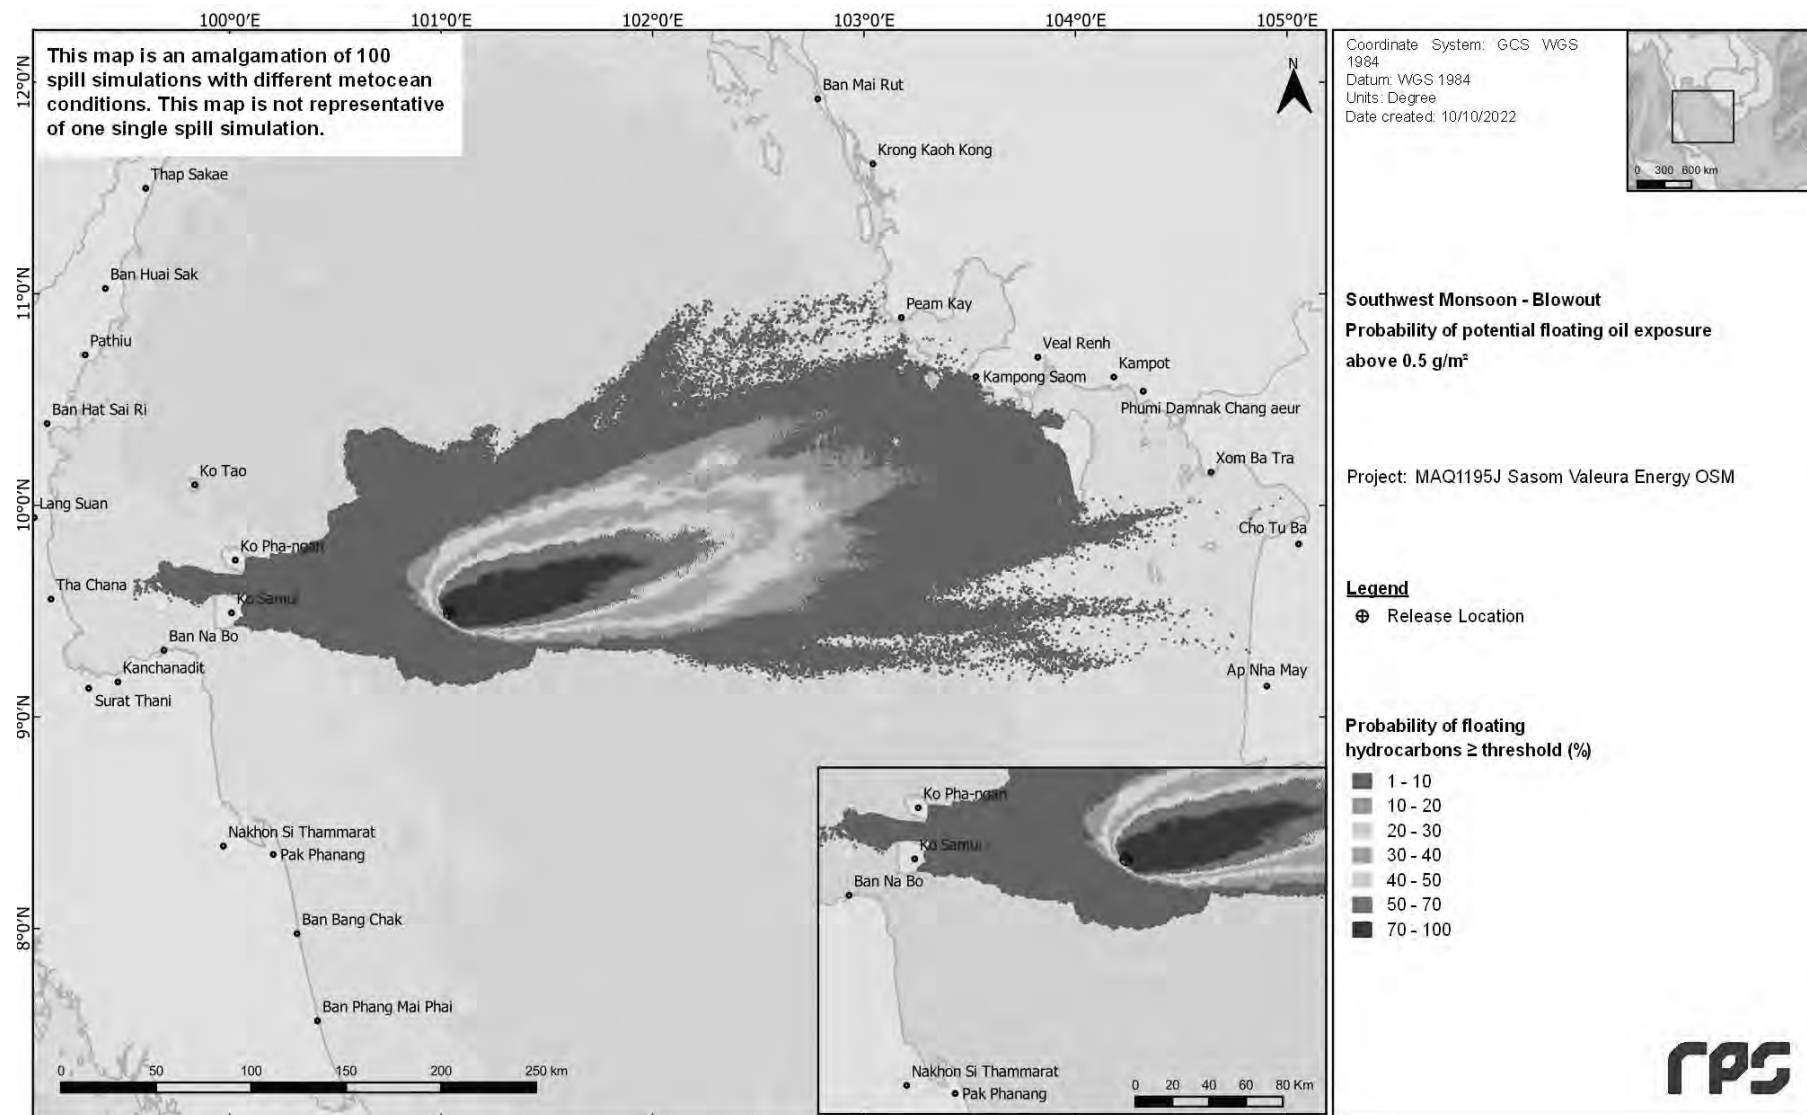 100°0'E 101°0'E 102°0'E 103°0'E 104°0'E 105°0'E
This map is an amalgamation of 100
spill simulations with different metocean
conditions. This map is not representative
of one single spill simulation.
N
12°0'N
11°0'N
10°0'N
9°0'N
8°0'N
Ban Mai Rut
Krong Kaoh Kong
Thap Sakae
Ban Huai Sak
Peam Kay
Pathiu
Veal Renh
Kampot
Kampong Saom
Ban Hat Sai Ri
Phumi Damnak Chang aeur
Xom Ba Tra
Ko Tao
Lang Suan
Cho Tu Ba
Ko Pha-ngan
Tha Chana
Ko Samui
Ban Na Bo
Kanchanadit
Surat Thani
Ap Nha May
Nakhon Si Thammarat
Pak Phanang
Ban Bang Chak
Ban Phang Mai Phai
0 50 100 150 200 250 km
Ko Pha-ngan
Ko Samui
Ban Na Bo
Nakhon Si Thammarat
Pak Phanang
0 20 40 60 80 Km
Coordinate System: GCS WGS
1984
Datum: WGS 1984
Units: Degree
Date created: 10/10/2022
0 300 600 km
Southwest Monsoon - Blowout
Probability of potential floating oil exposure
above 0.5 g/m²
Project: MAQ1195J Sasom Valeura Energy OSM
Legend
Release Location
Probability of floating
hydrocarbons ≥ threshold (%)
1 - 10
10 - 20
20 - 30
30 - 40
40 - 50
50 - 70
70 - 100
rps